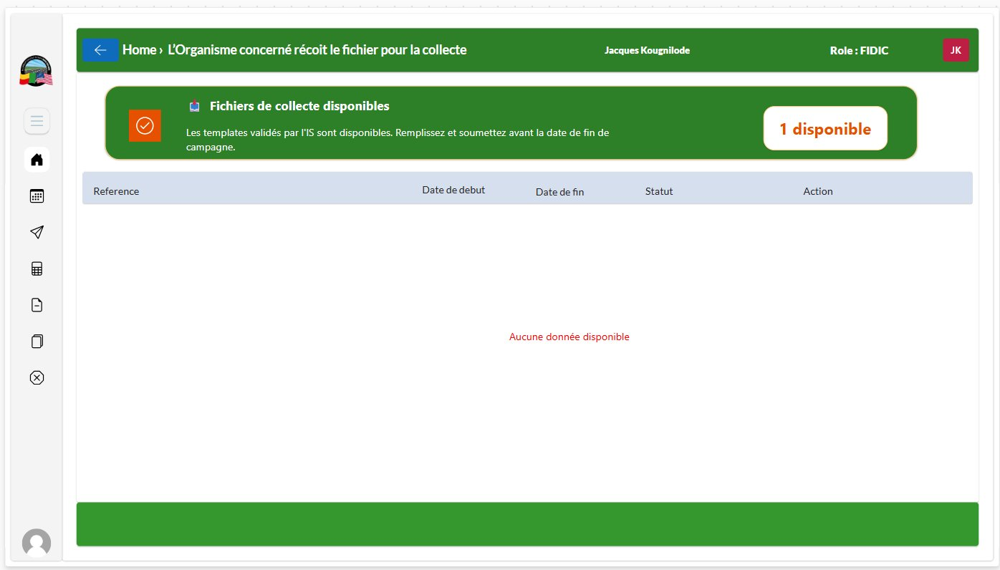 Home › L'Organisme concerné récoit le fichier pour la collecte
Jacques Kougnilode
Role : FIDIC
JK
Fichiers de collecte disponibles
Les templates validés par l'IS sont disponibles. Remplissez et soumettez avant la date de fin de
campagne.
1 disponible
Reference
Date de debut
Date de fin
Statut
Action
Aucune donnée disponible